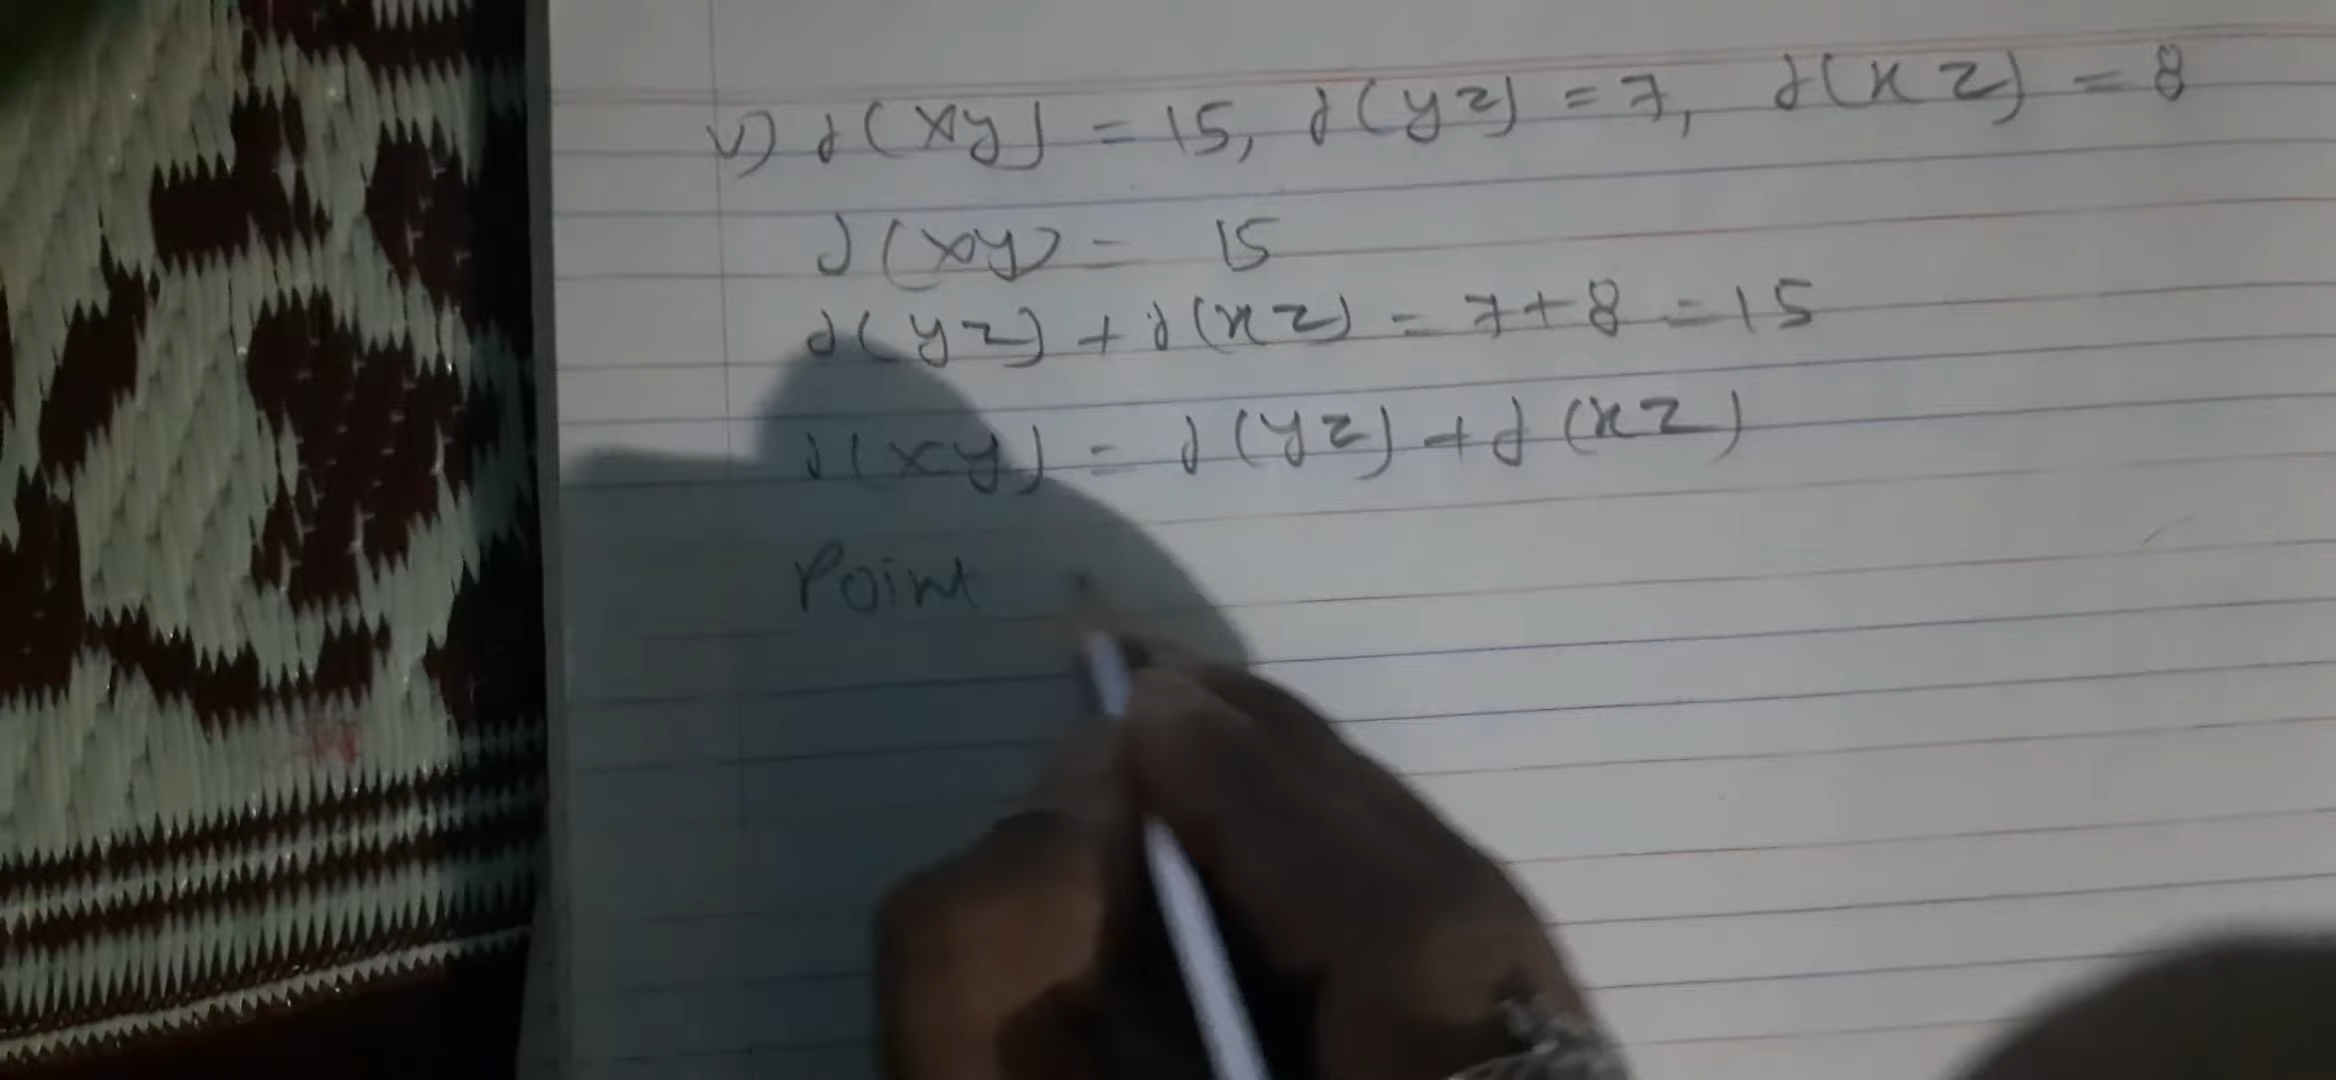 v) d(xy) = 15, d(yz) = 7, d(xz) = 8
d(xy) = 15
d(yz) + d(xz) = 7+8 = 15
d(xy) = d(yz) + d(xz)
Point